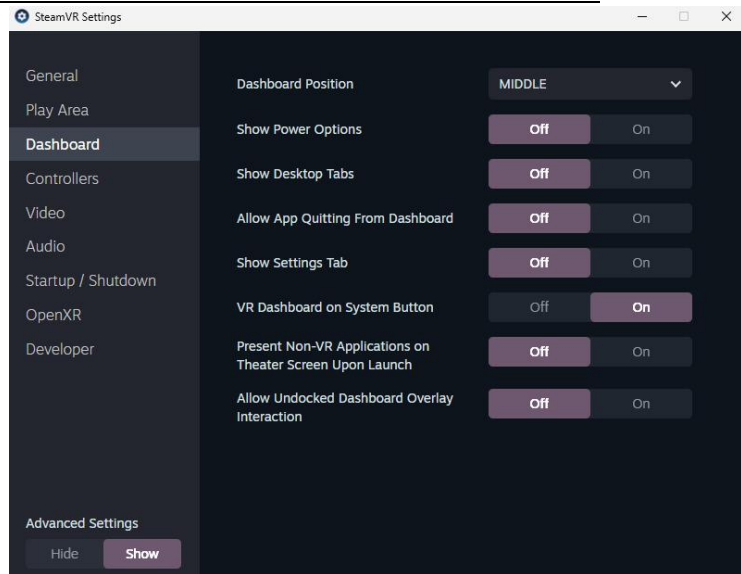 SteamVR Settings
General
Play Area
Dashboard
Controllers
Video
Audio
Startup / Shutdown
OpenXR
Developer
Advanced Settings
Hide Show
Dashboard Position MIDDLE
Show Power Options Off On
Show Desktop Tabs Off On
Allow App Quitting From Dashboard Off On
Show Settings Tab Off On
VR Dashboard on System Button Off On
Present Non-VR Applications on
Theater Screen Upon Launch Off On
Allow Undocked Dashboard Overlay
Interaction Off On